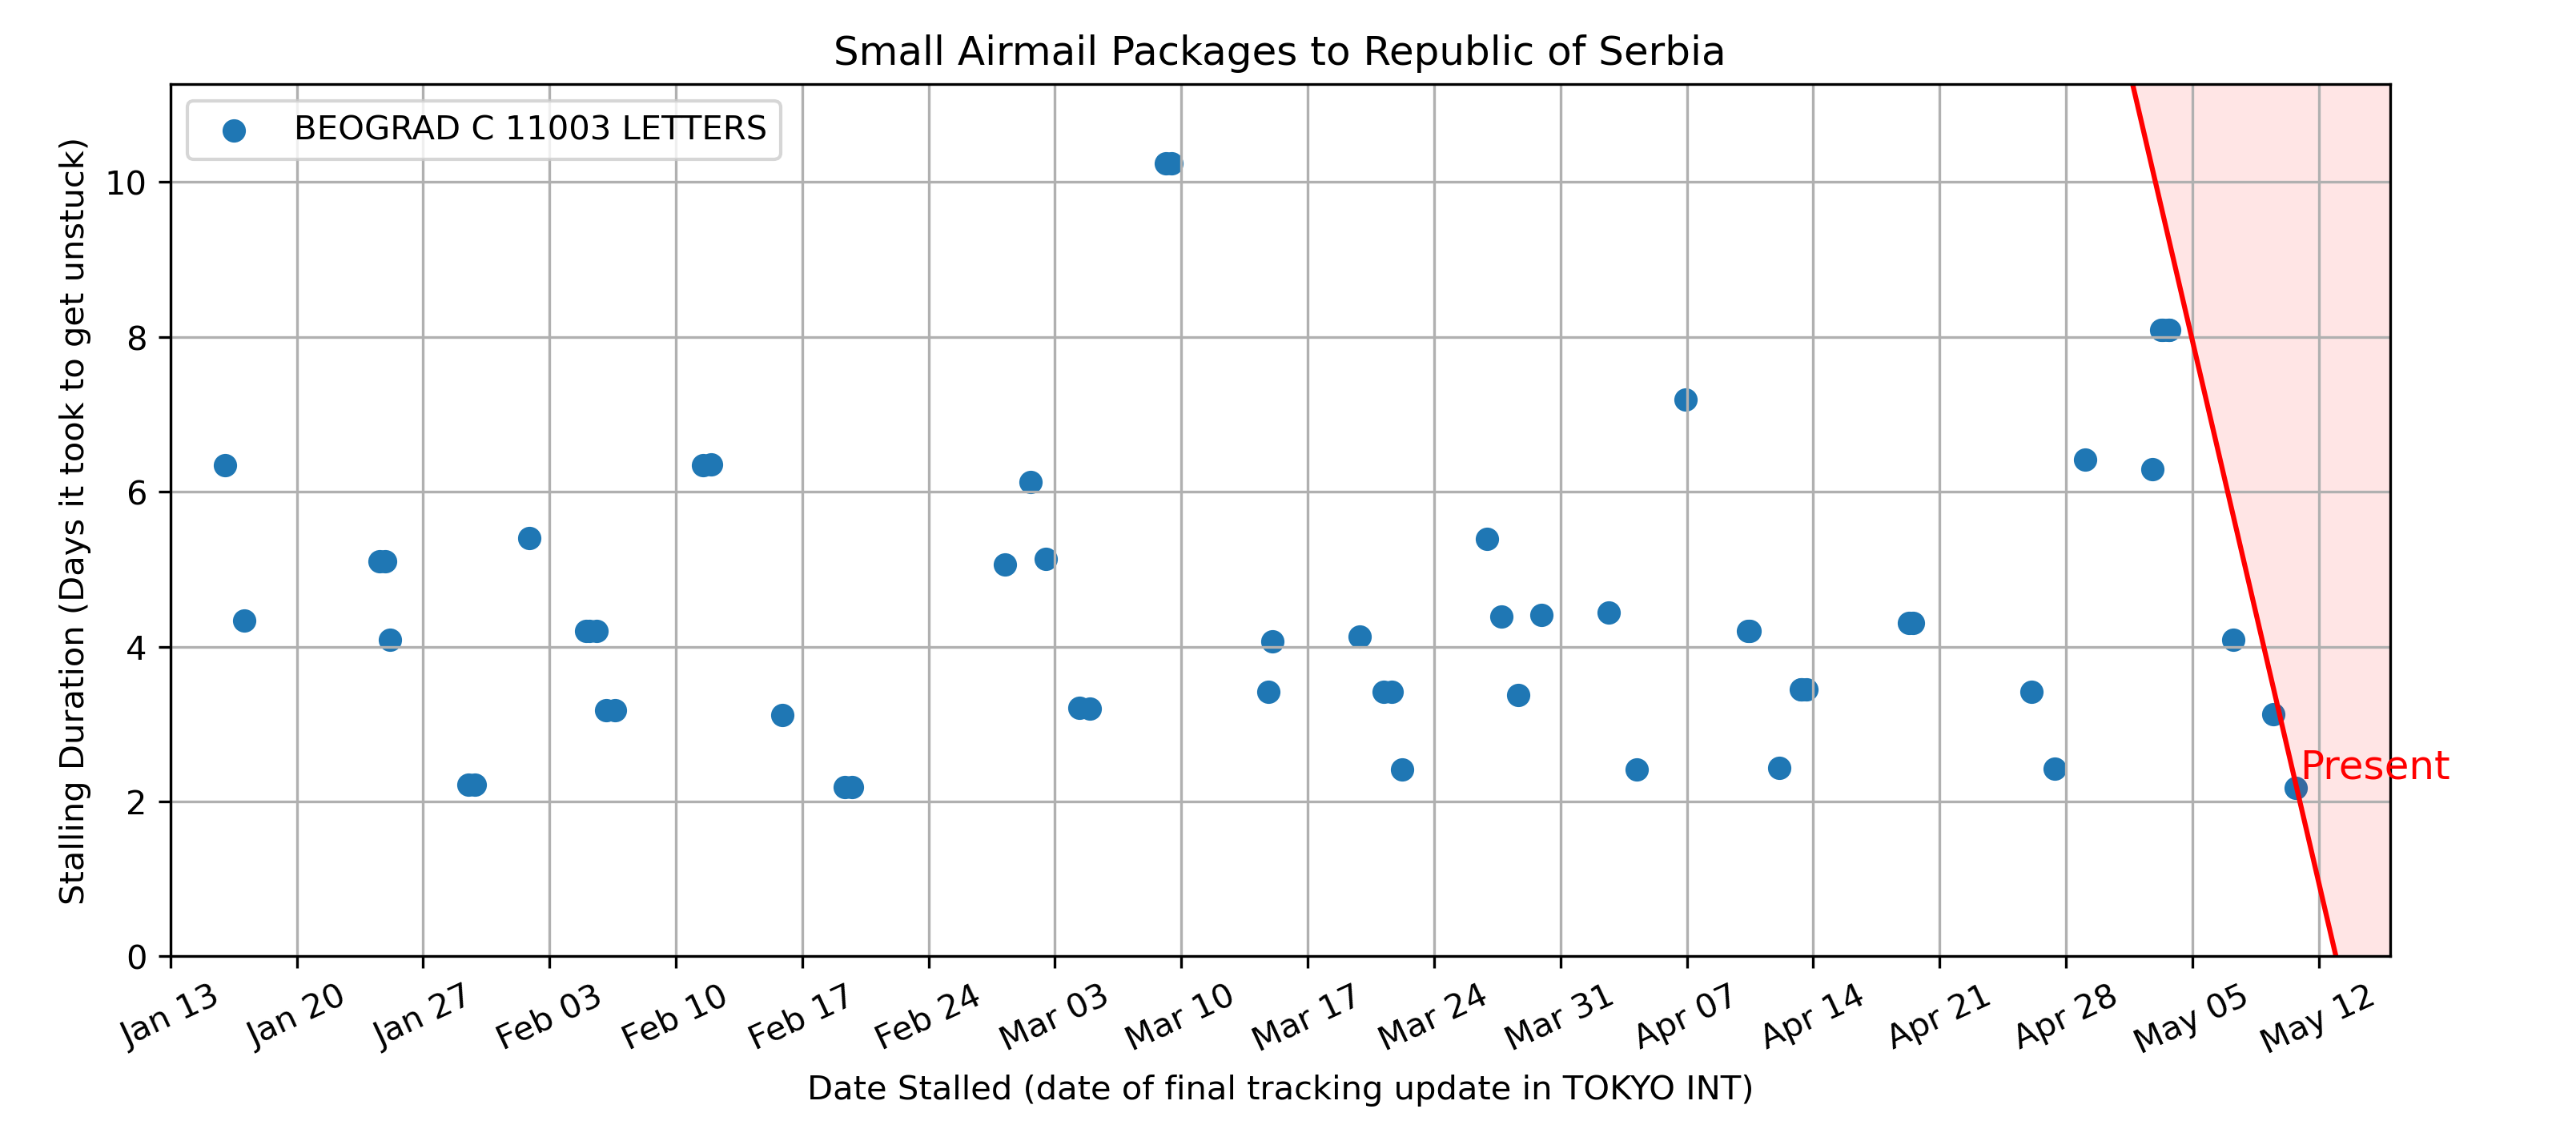 Small Airmail Packages to Republic of Serbia
BEOGRAD C 11003 LETTERS
Stalling Duration (Days it took to get unstuck)
10
8
6
4
2
0
Present
Jan 13
Jan 20
Jan 27
Feb 03
Feb 10
Feb 17
Feb 24
Mar 03
Mar 10
Mar 17
Mar 24
Mar 31
Apr 07
Apr 14
Apr 21
Apr 28
May 05
May 12
Date Stalled (date of final tracking update in TOKYO INT)